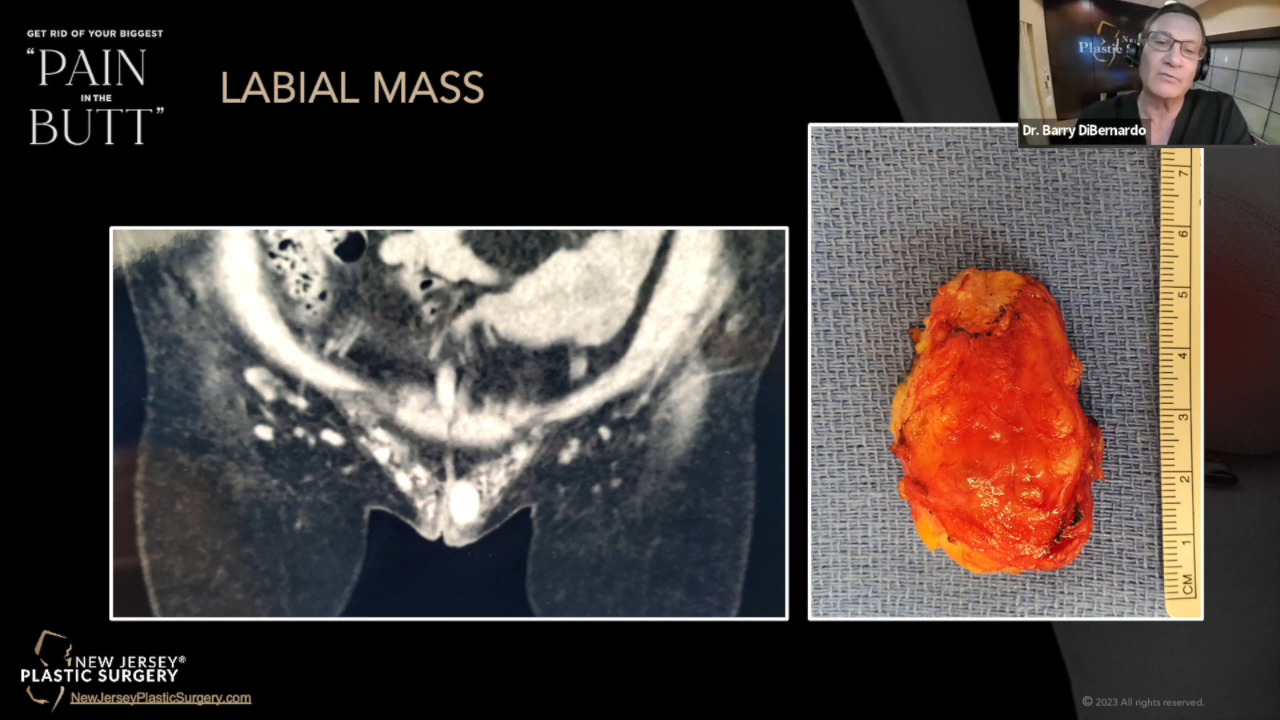 GET RID OF YOUR BIGGEST
“PAIN
IN THE
BUTT”
LABIAL MASS
Dr. Barry DiBernardo
7
6
5
4
3
2
1
CM
NEW JERSEY®
PLASTIC SURGERY
NewJerseyPlasticSurgery.com
© 2023 All rights reserved.